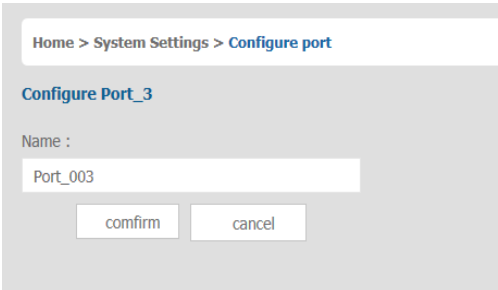 Home > System Settings > Configure port
Configure Port_3
Name :
Port_003
comfirm cancel